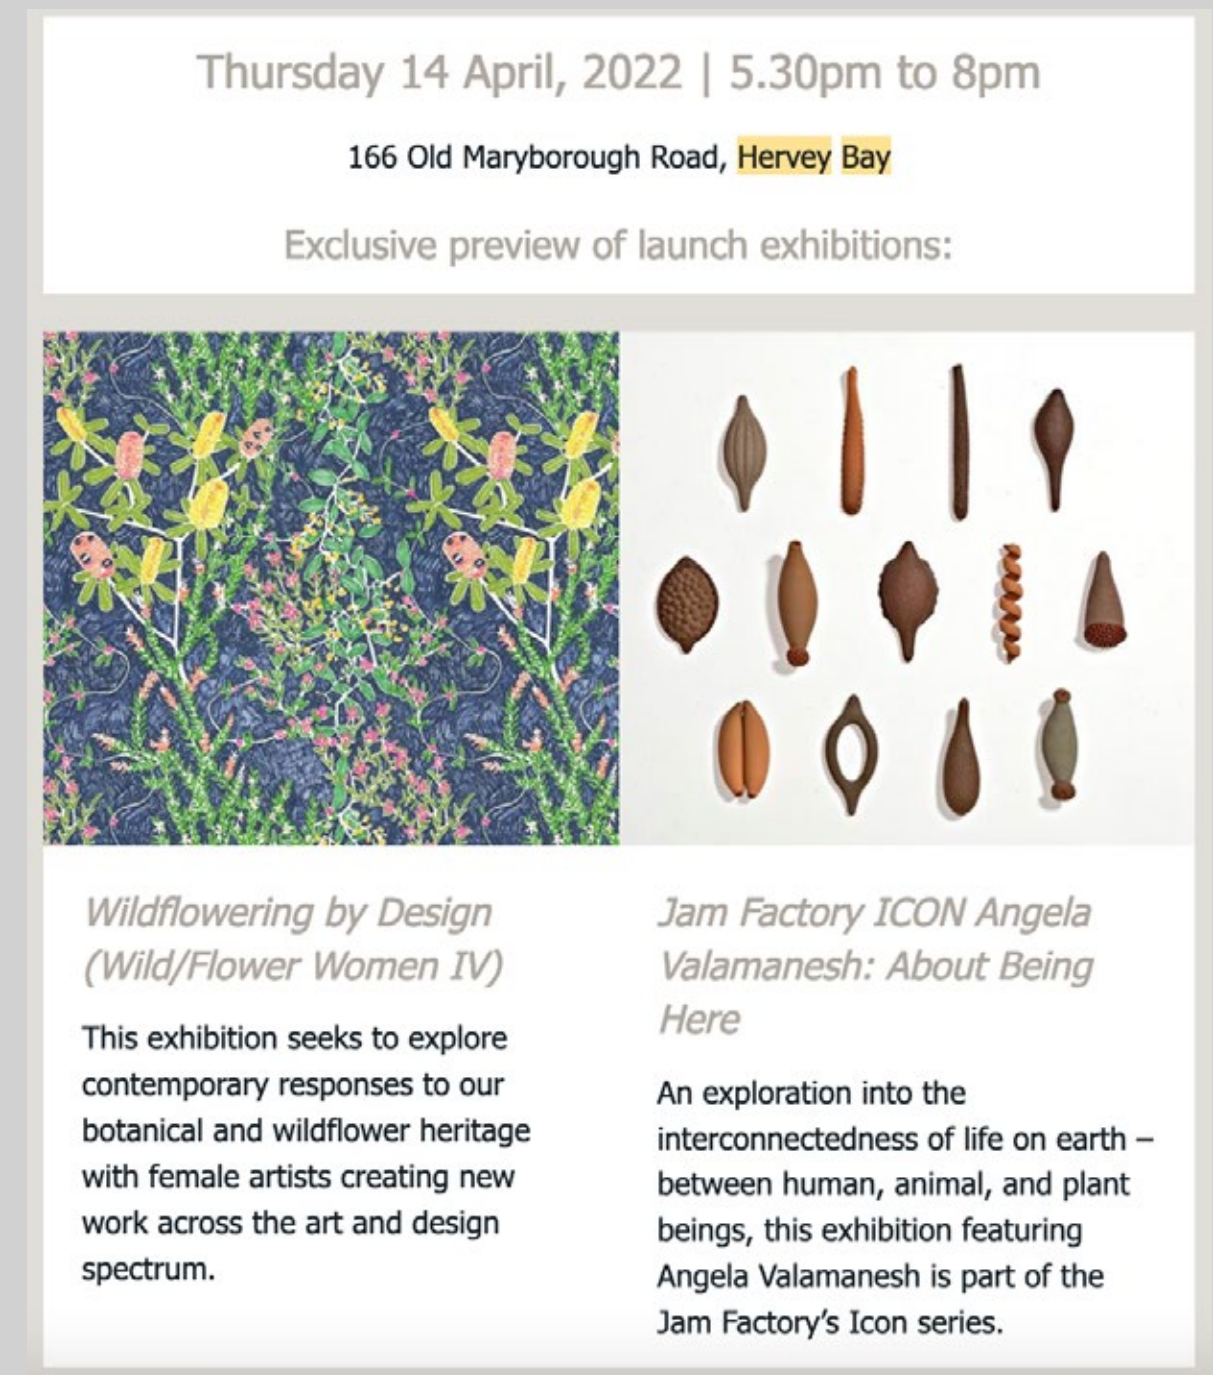 Thursday 14 April, 2022 | 5.30pm to 8pm
166 Old Maryborough Road, Hervey Bay
Exclusive preview of launch exhibitions:
Wildflowering by Design
(Wild/Flower Women IV)
This exhibition seeks to explore
contemporary responses to our
botanical and wildflower heritage
with female artists creating new
work across the art and design
spectrum.
Jam Factory ICON Angela
Valamanesh: About Being
Here
An exploration into the
interconnectedness of life on earth –
between human, animal, and plant
beings, this exhibition featuring
Angela Valamanesh is part of the
Jam Factory’s Icon series.